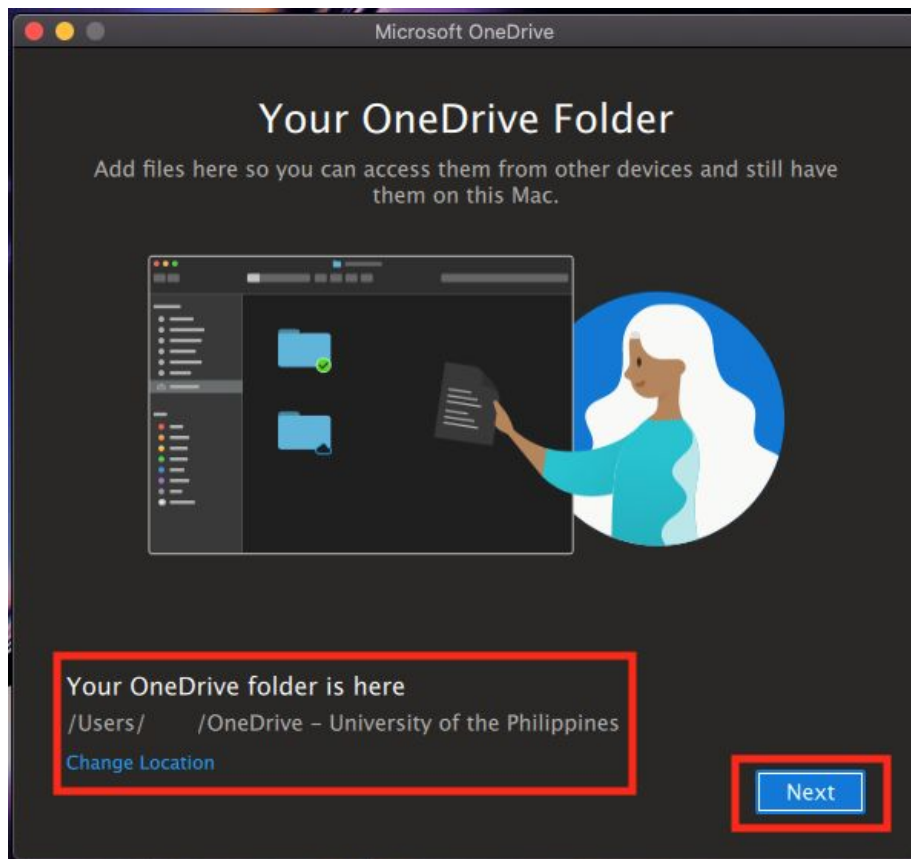 Microsoft OneDrive
Your OneDrive Folder
Add files here so you can access them from other devices and still have
them on this Mac.
Your OneDrive folder is here
/Users/ /OneDrive – University of the Philippines
Change Location
Next